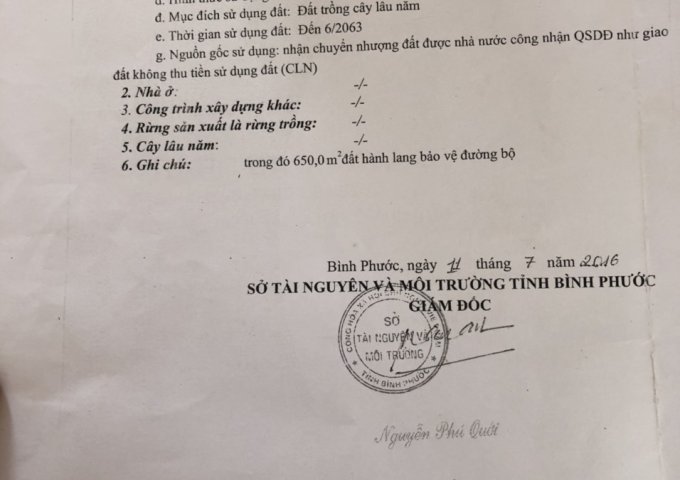 đ. Mục đích sử dụng đất: Đất trồng cây lâu năm
e. Thời gian sử dụng đất: Đến 6/2063
g. Nguồn gốc sử dụng: nhận chuyển nhượng đất được nhà nước công nhận QSDĐ như giao
đất không thu tiền sử dụng đất (CLN)
2. Nhà ở: -/-
3. Công trình xây dựng khác: -/-
4. Rừng sản xuất là rừng trồng: -/-
5. Cây lâu năm: -/-
6. Ghi chú: trong đó 650,0 m² đất hành lang bảo vệ đường bộ
Bình Phước, ngày 11 tháng 7 năm 2016
SỞ TÀI NGUYÊN VÀ MÔI TRƯỜNG TỈNH BÌNH PHƯỚC
GIÁM ĐỐC
SỞ
TÀI NGUYÊN VÀ
MÔI TRƯỜNG
TỈNH BÌNH PHƯỚC
Nguyễn Phú Quới